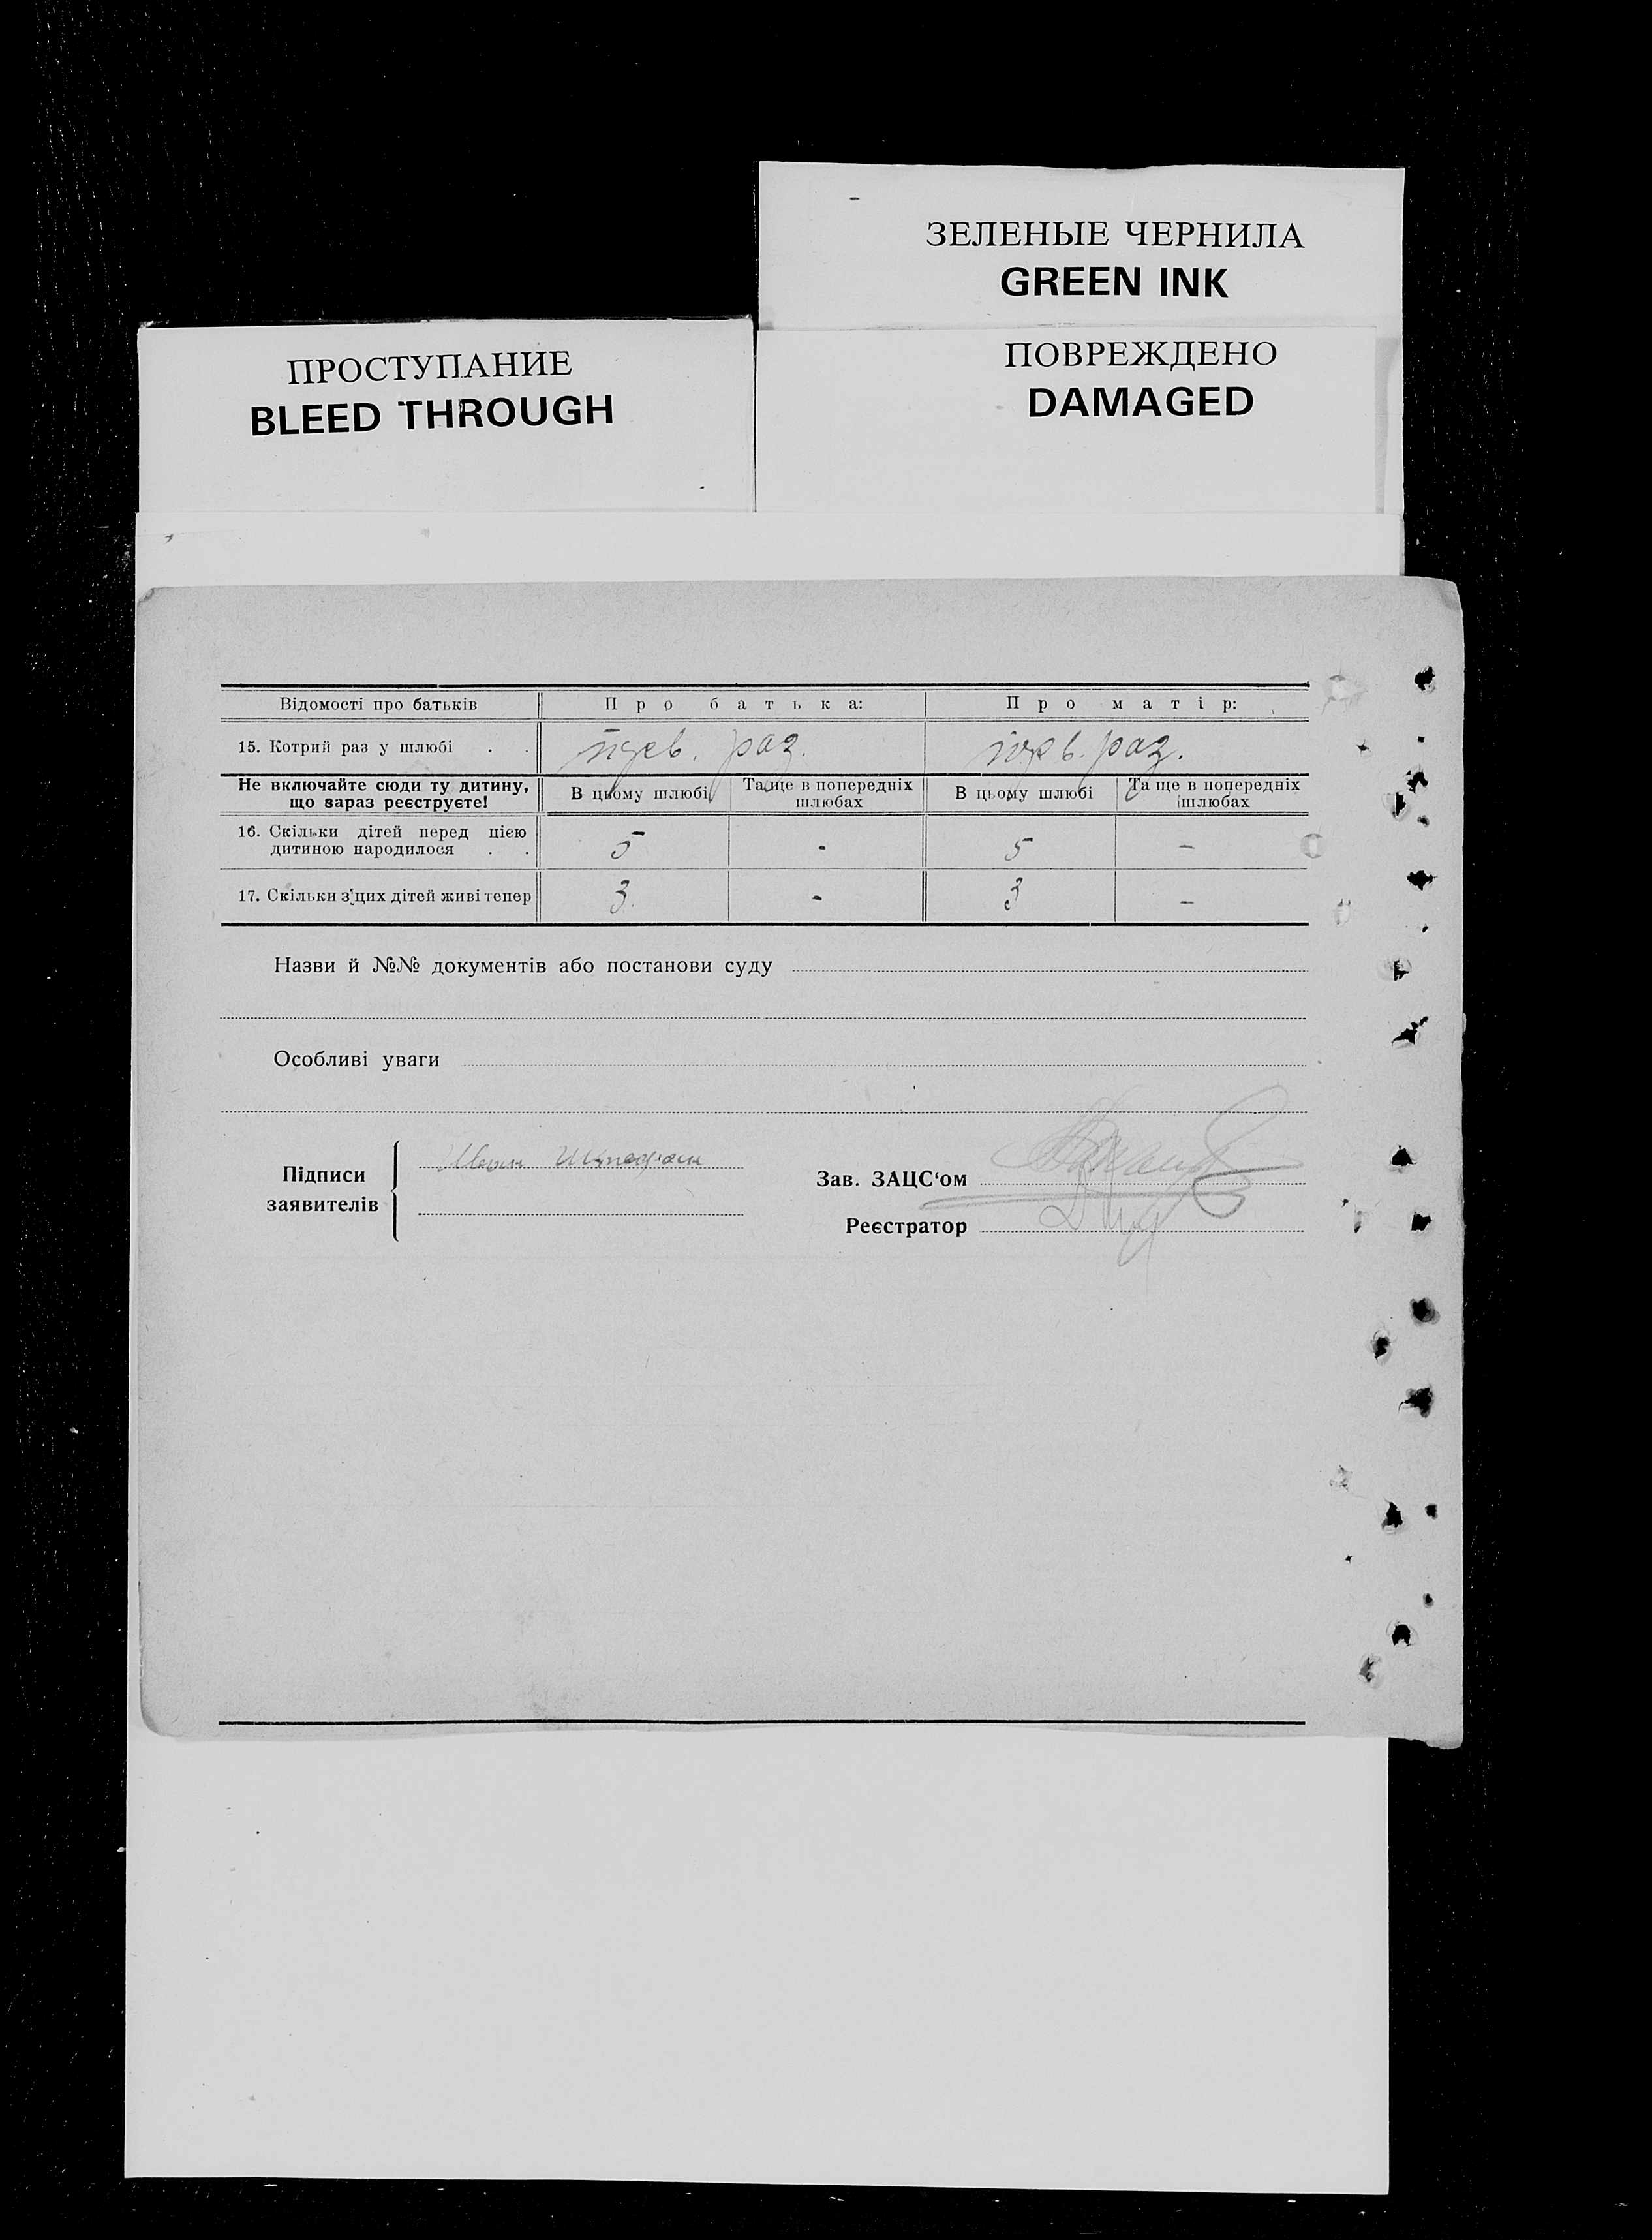 ЗЕЛЕНЫЕ ЧЕРНИЛА
GREEN INK
ПРОСТУПАНИЕ
BLEED THROUGH
ПОВРЕЖДЕНО
DAMAGED
Відомості про батьків Про батька: Про матір:
15. Котрий раз у шлюбі . . перв. раз. перв. раз.
Не включайте сюди ту дитину, що зараз реєструєте! В цьому шлюбі Та ще в попередніх шлюбах В цьому шлюбі Та ще в попередніх шлюбах
16. Скільки дітей перед цією
дитиною народилося . . 5 - 5 -
17. Скільки з цих дітей живі тепер 3. - 3 -
Назви й №№ документів або постанови суду
Особливі уваги
Підписи
заявителів
Зав. ЗАЦС‘ом
Реєстратор